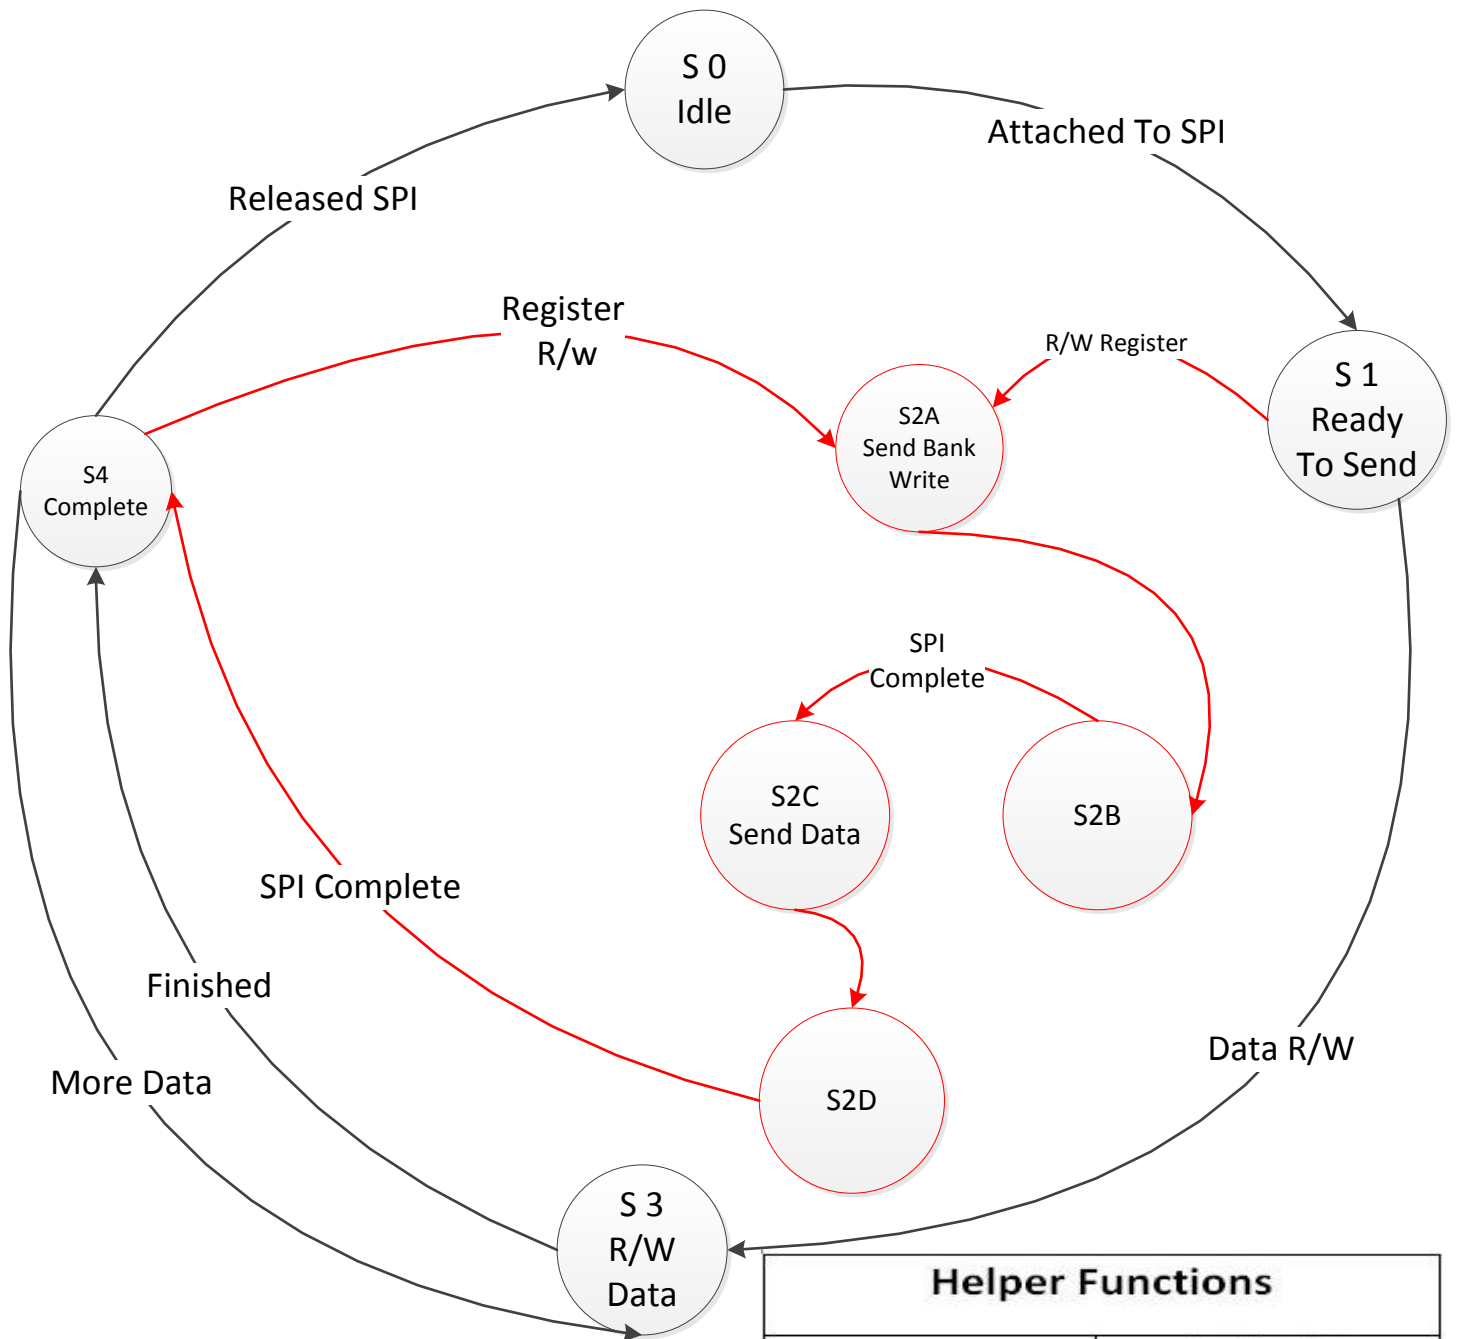 S 0
Idle
Attached To SPI
Released SPI
Register
R/w
R/W Register
S 1
Ready
To Send
S2A
Send Bank
Write
S4
Complete
SPI
Complete
S2C
Send Data
S2B
SPI Complete
Finished
More Data
Data R/W
S2D
S 3
R/W
Data
Helper Functions